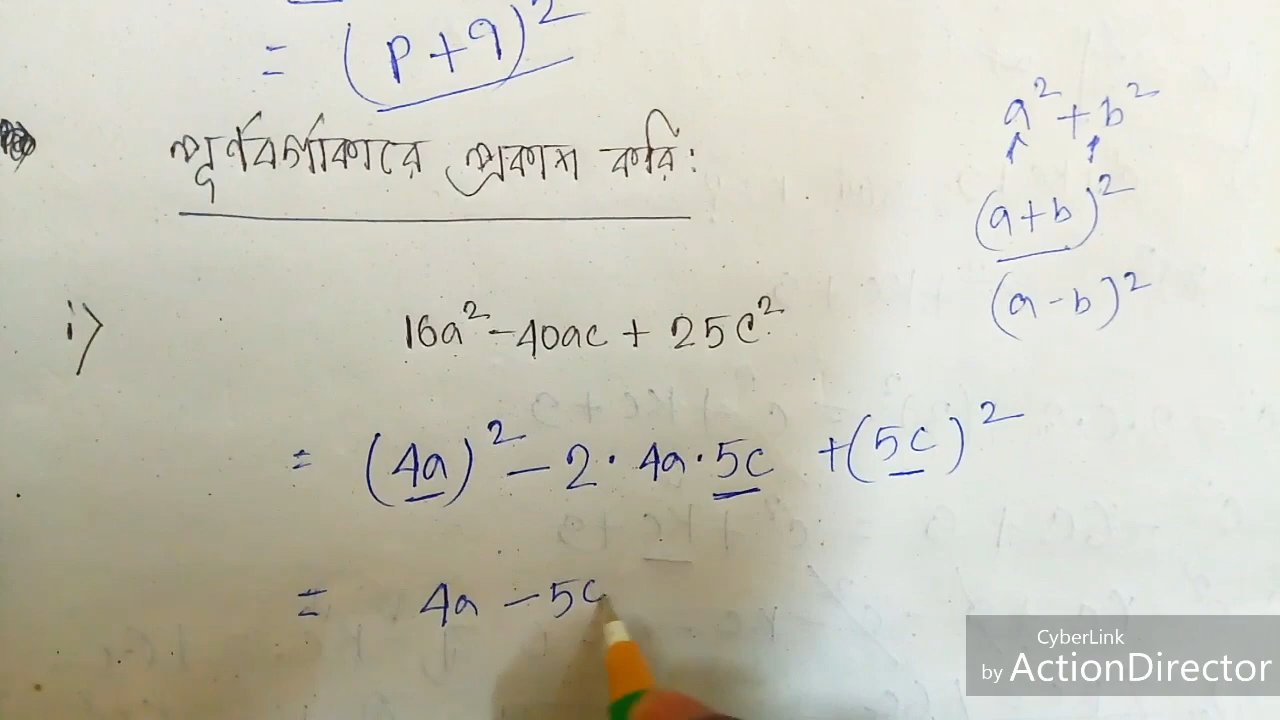 = (p+q)²
পূর্ণবর্গাকারে প্রকাশ করি:
a² + b²
(a+b)²
(a-b)²
i) 16a² - 40ac + 25c²
= (4a)² - 2· 4a · 5c + (5c)²
= 4a - 5c
CyberLink
by ActionDirector